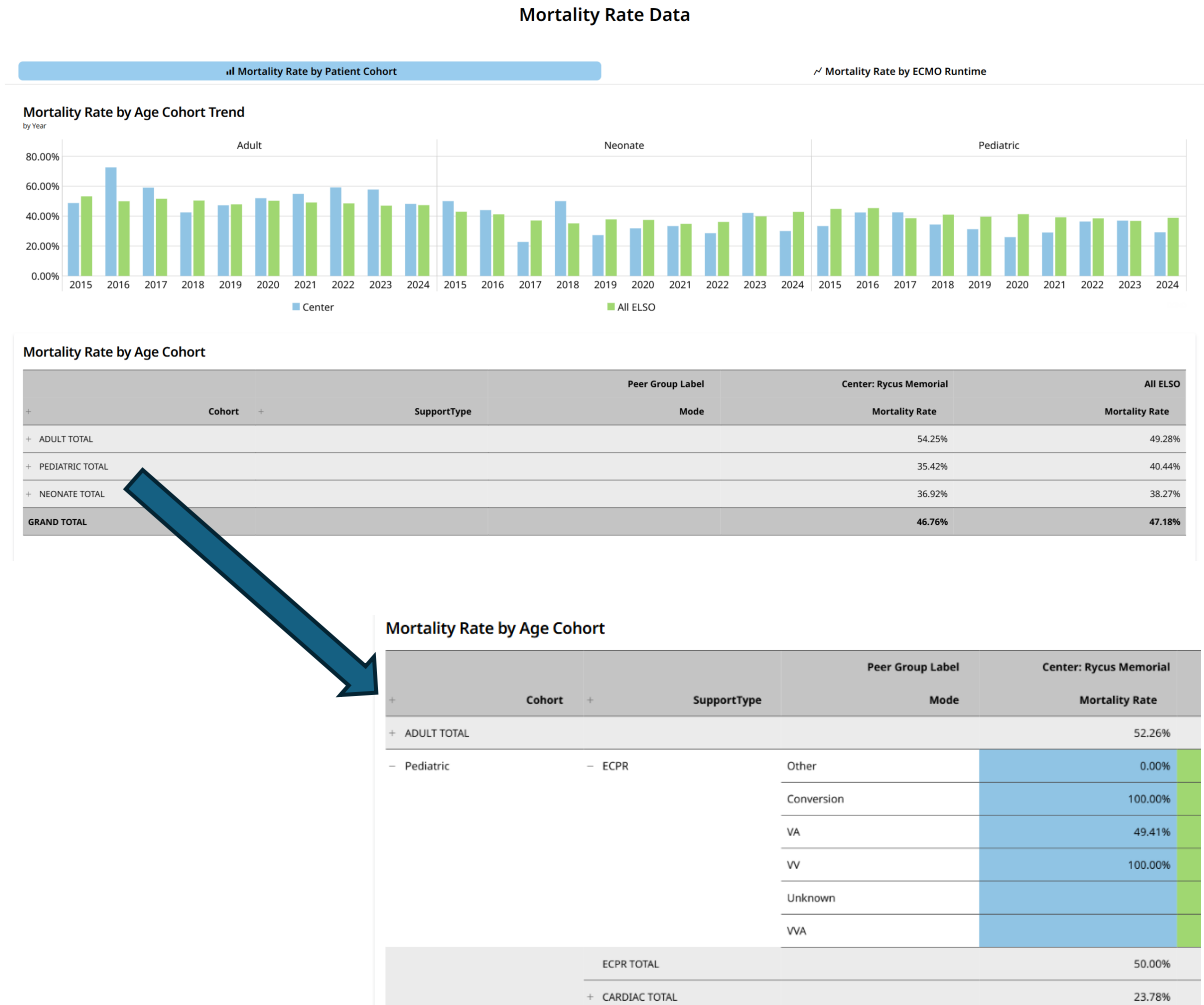 Mortality Rate Data
Mortality Rate by Patient Cohort
Mortality Rate by ECMO Runtime
Mortality Rate by Age Cohort Trend
by Year
Adult Neonate Pediatric
80.00%
60.00%
40.00%
20.00%
0.00%
2015 2016 2017 2018 2019 2020 2021 2022 2023 2024 2015 2016 2017 2018 2019 2020 2021 2022 2023 2024 2015 2016 2017 2018 2019 2020 2021 2022 2023 2024
Center All ELSO
Mortality Rate by Age Cohort
Peer Group Label Center: Rycus Memorial All ELSO
+ Cohort + SupportType Mode Mortality Rate Mortality Rate
+ ADULT TOTAL 54.25% 49.28%
+ PEDIATRIC TOTAL 35.42% 40.44%
+ NEONATE TOTAL 36.92% 38.27%
GRAND TOTAL 46.76% 47.18%
Mortality Rate by Age Cohort
Peer Group Label Center: Rycus Memorial
+ Cohort + SupportType Mode Mortality Rate
+ ADULT TOTAL 52.26%
− Pediatric − ECPR Other 0.00%
Conversion 100.00%
VA 49.41%
VV 100.00%
Unknown
VVA
ECPR TOTAL 50.00%
+ CARDIAC TOTAL 23.78%